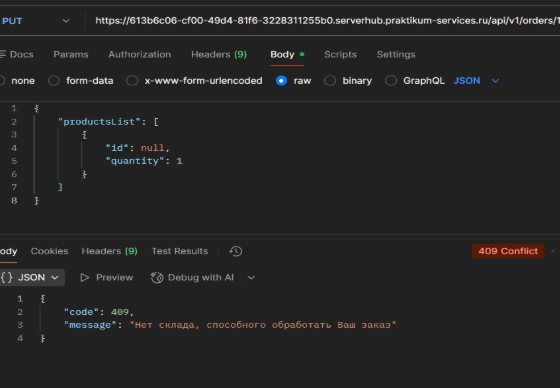 PUT https://613b6c06-cf00-49d4-81f6-3228311255b0.serverhub.praktikum-services.ru/api/v1/orders/1
Docs Params Authorization Headers (9) Body Scripts Settings
none form-data x-www-form-urlencoded raw binary GraphQL JSON
1 {
2 "productsList": [
3 {
4 "id": null,
5 "quantity": 1
6 }
7 ]
8 }
ody Cookies Headers (9) Test Results 409 Conflict
{} JSON Preview Debug with AI
1 {
2 "code": 409,
3 "message": "Нет склада, способного обработать Ваш заказ"
4 }